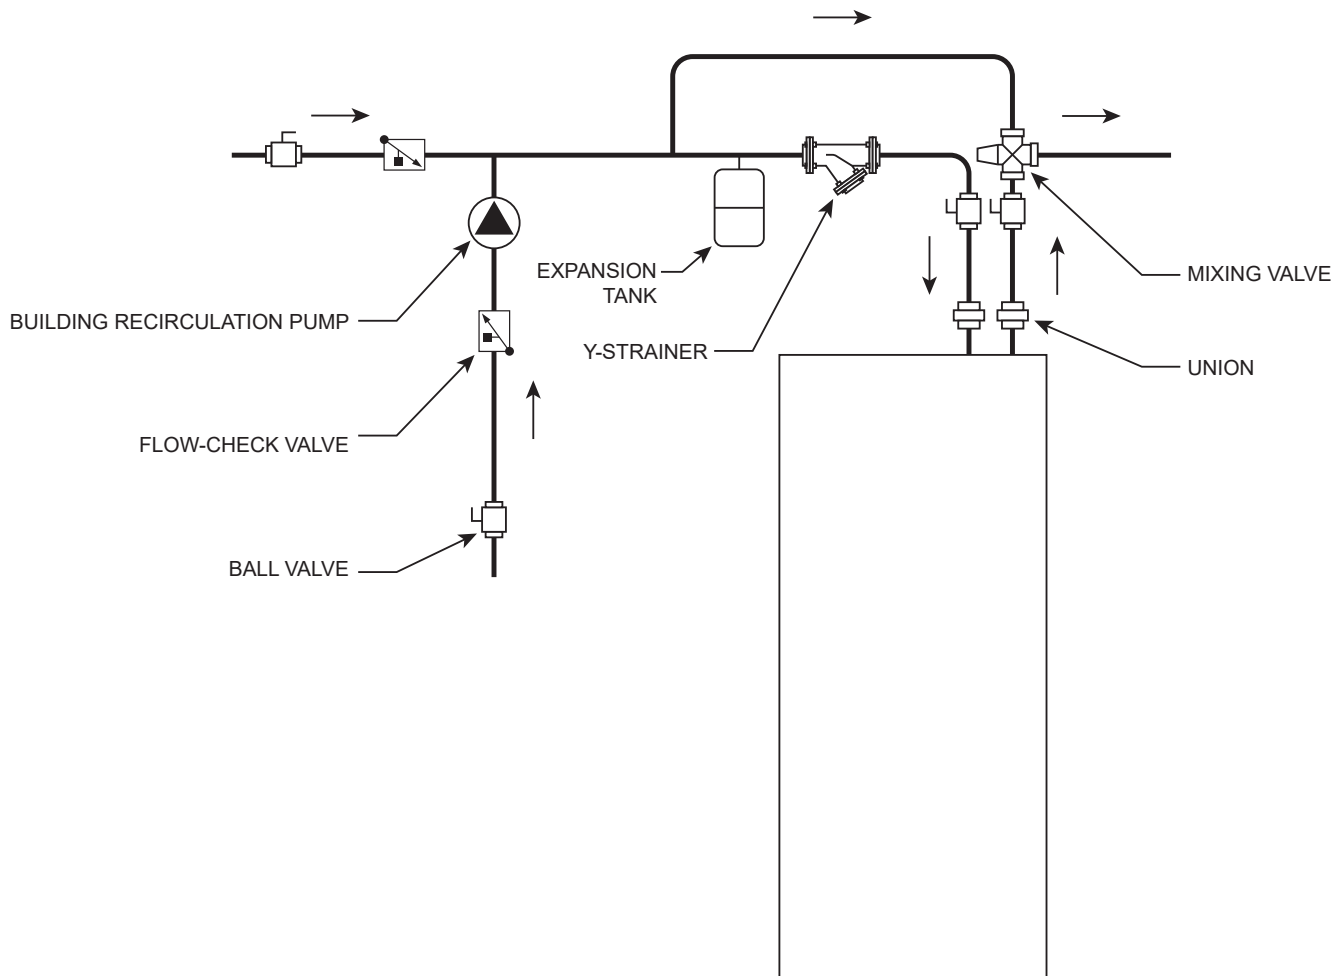 EXPANSION
TANK
MIXING VALVE
BUILDING RECIRCULATION PUMP
Y-STRAINER
UNION
FLOW-CHECK VALVE
BALL VALVE